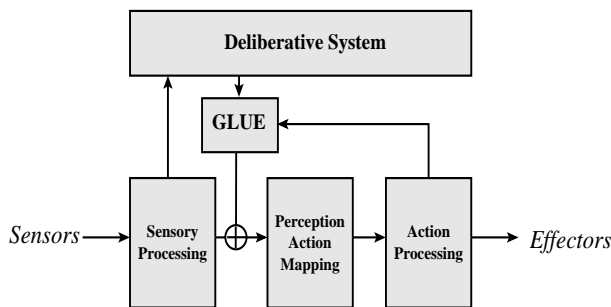 Deliberative System
GLUE
Sensors
Sensory
Processing
Perception
Action
Mapping
Action
Processing
Effectors